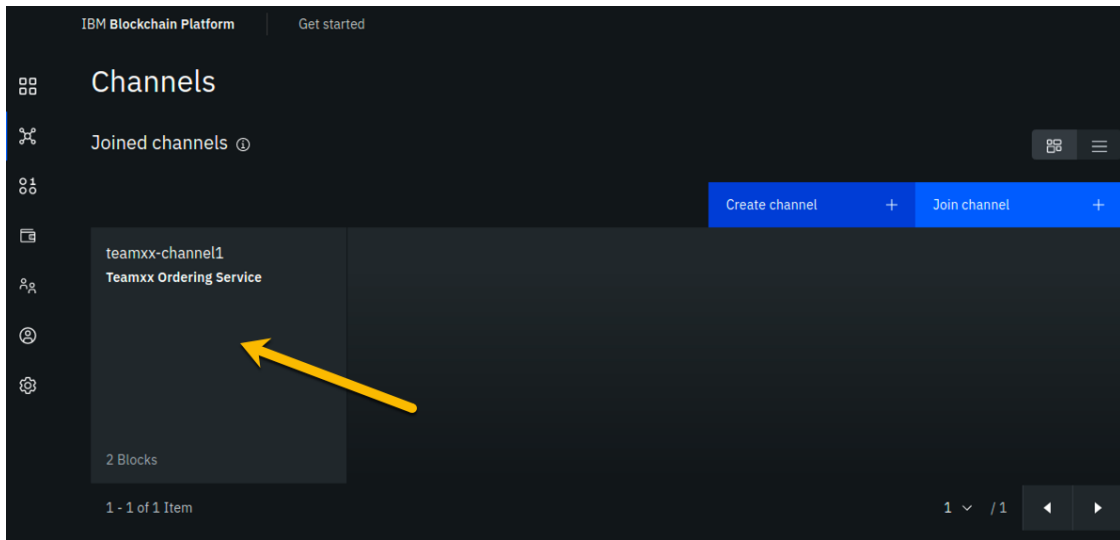 IBM Blockchain Platform Get started
Channels
Joined channels
Create channel + Join channel +
teamxx-channel1
Teamxx Ordering Service
2 Blocks
1 - 1 of 1 Item 1 / 1